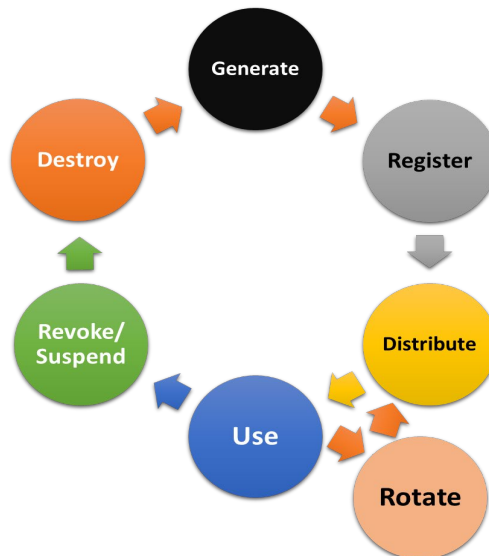 Generate
Register
Distribute
Use
Rotate
Revoke/
Suspend
Destroy